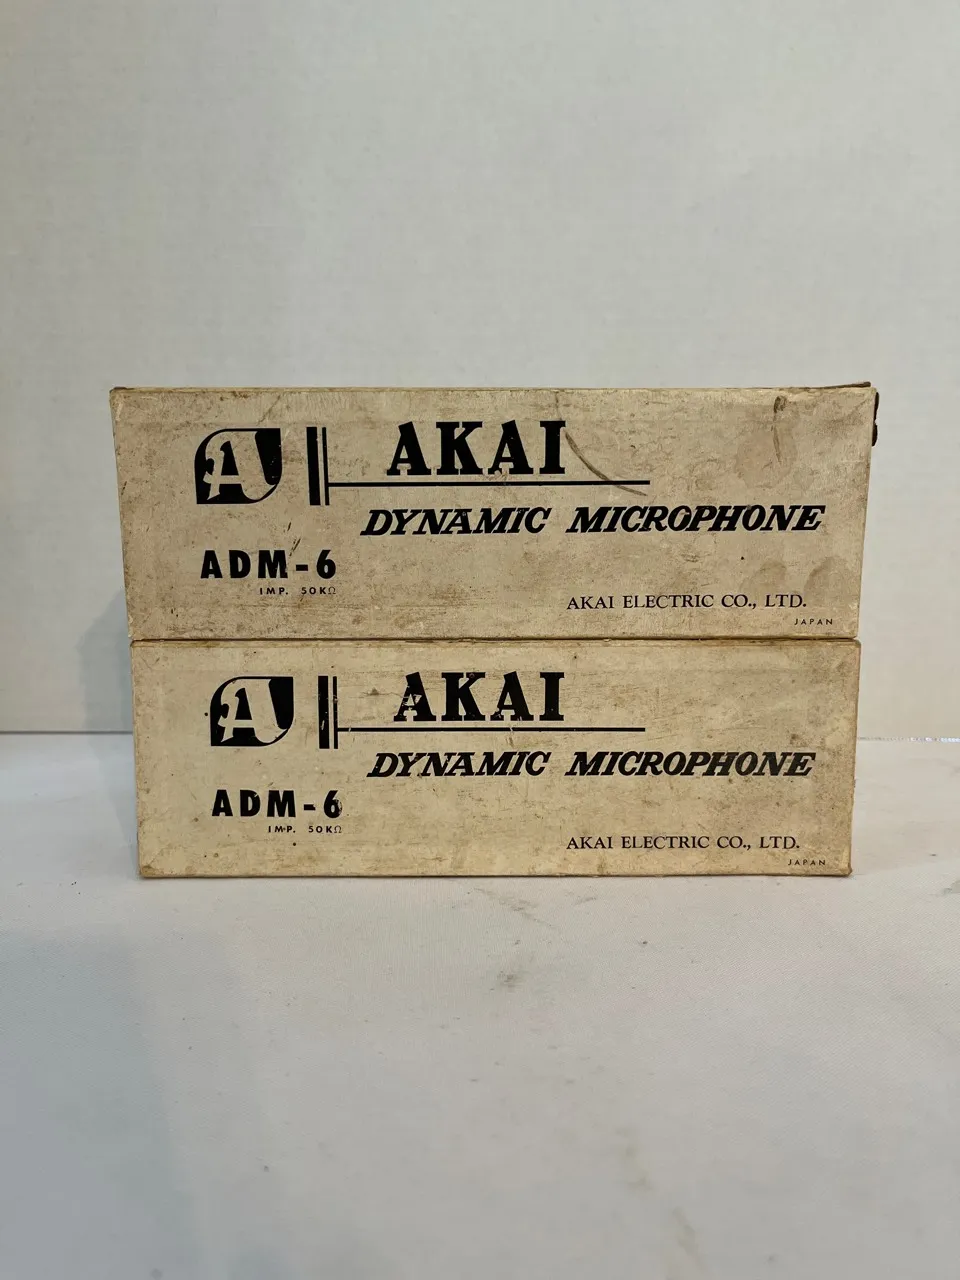 A
AKAI
DYNAMIC MICROPHONE
ADM-6
IMP. 50KΩ
AKAI ELECTRIC CO., LTD.
JAPAN
A
AKAI
DYNAMIC MICROPHONE
ADM-6
IMP. 50KΩ
AKAI ELECTRIC CO., LTD.
JAPAN